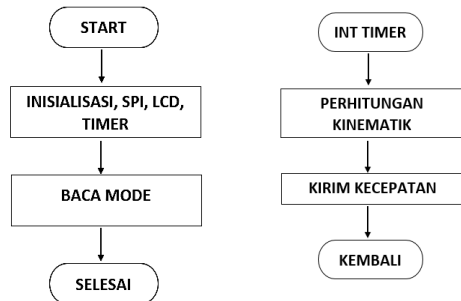 START
INISIALISASI, SPI, LCD,
TIMER
BACA MODE
SELESAI
INT TIMER
PERHITUNGAN
KINEMATIK
KIRIM KECEPATAN
KEMBALI